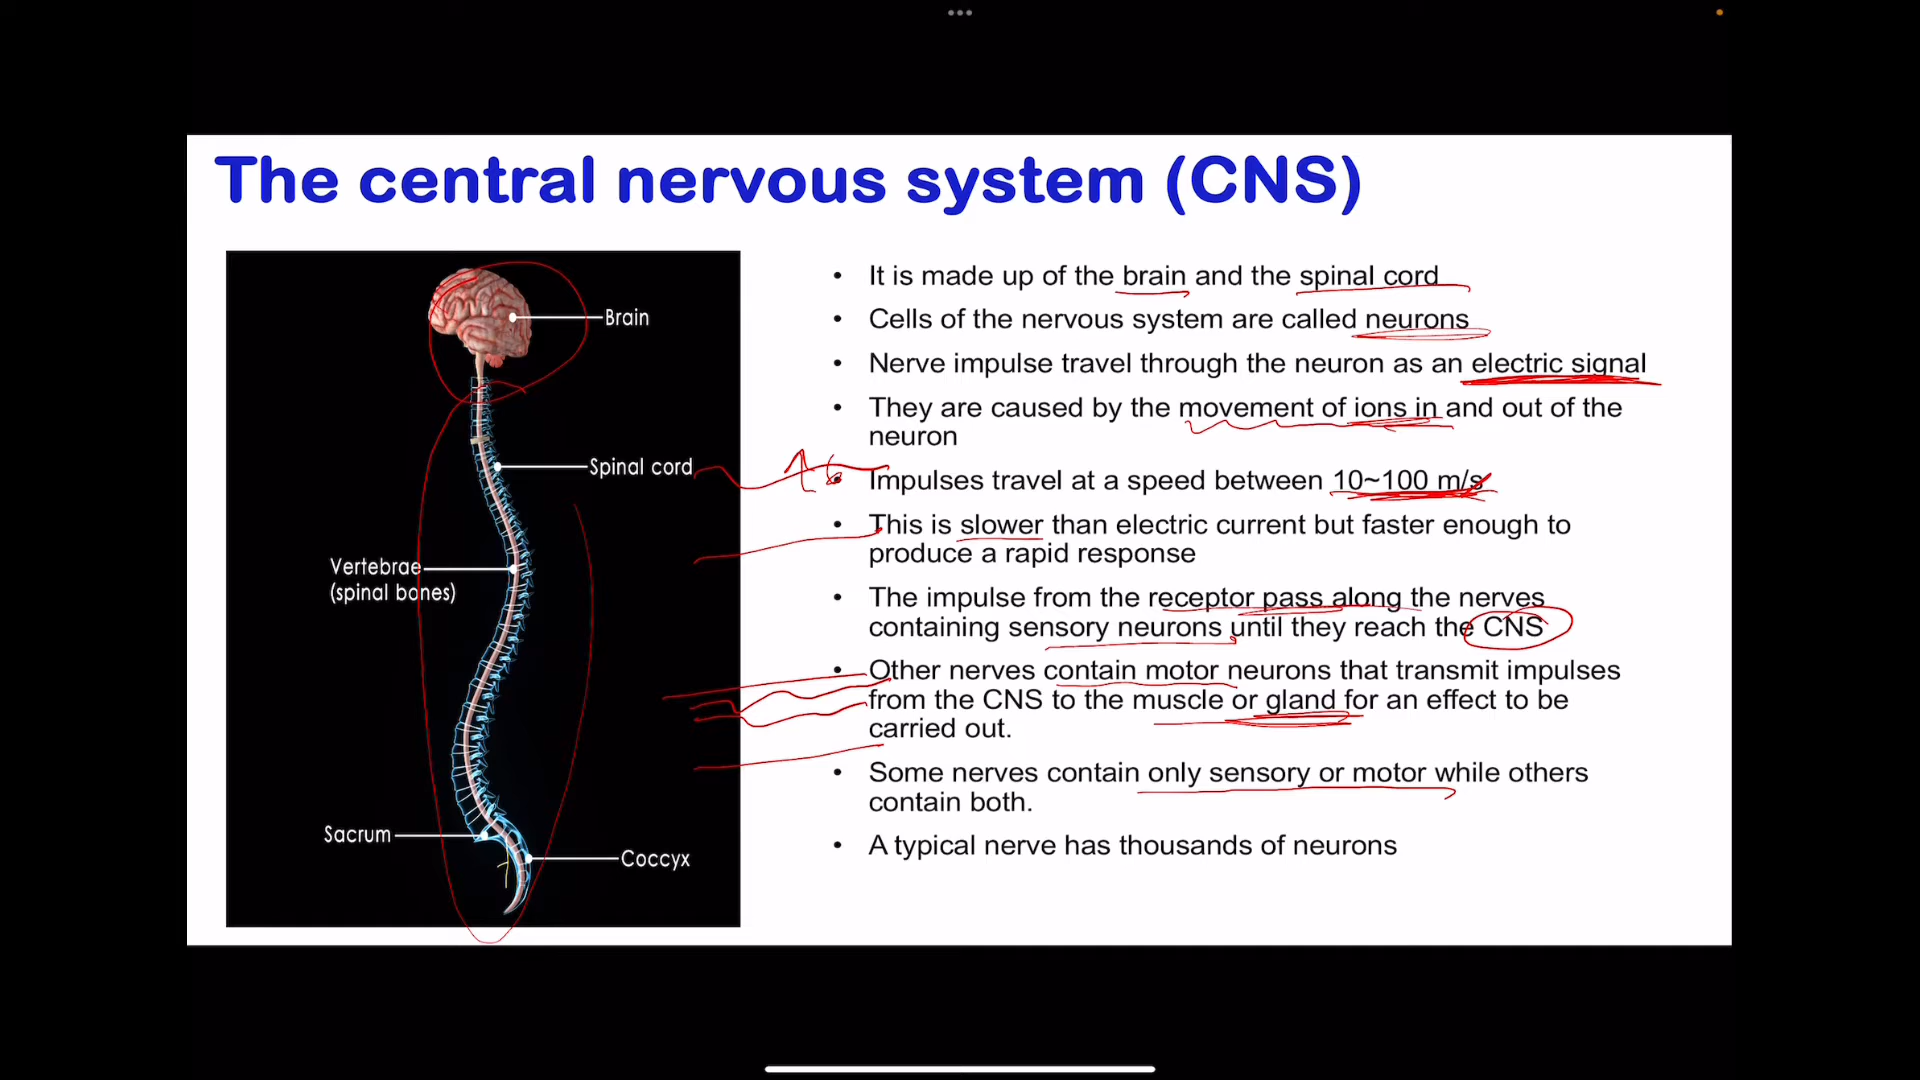 The central nervous system (CNS)
Brain
Spinal cord
Vertebrae
(spinal bones)
Sacrum
Coccyx
• It is made up of the brain and the spinal cord
• Cells of the nervous system are called neurons
• Nerve impulse travel through the neuron as an electric signal
• They are caused by the movement of ions in and out of the
neuron
• Impulses travel at a speed between 10~100 m/s
• This is slower than electric current but faster enough to
produce a rapid response
• The impulse from the receptor pass along the nerves
containing sensory neurons until they reach the CNS
• Other nerves contain motor neurons that transmit impulses
from the CNS to the muscle or gland for an effect to be
carried out.
• Some nerves contain only sensory or motor while others
contain both.
• A typical nerve has thousands of neurons